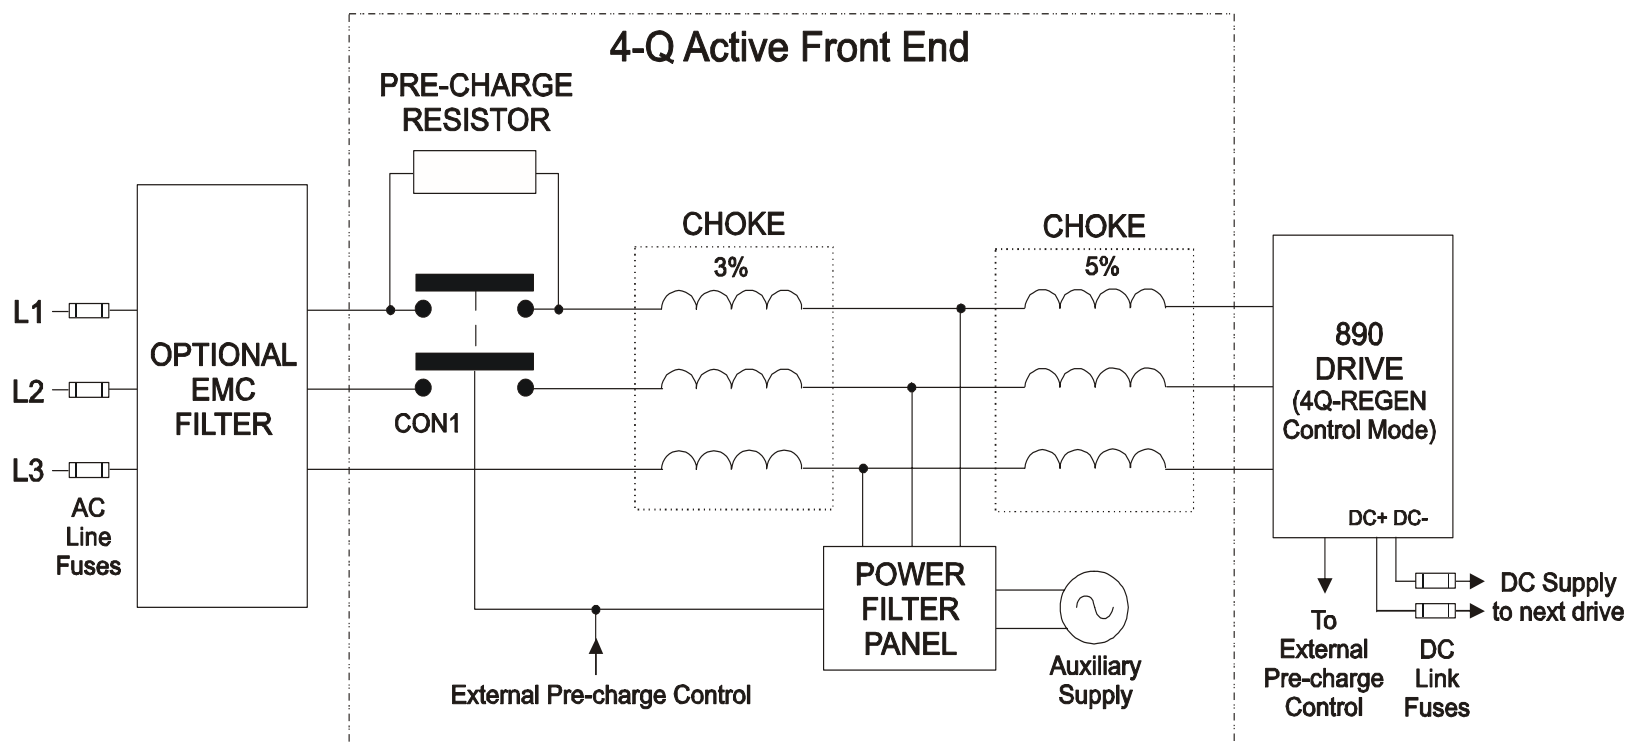 4-Q Active Front End
PRE-CHARGE
RESISTOR
CHOKE
3%
CHOKE
5%
L1
L2
L3
AC
Line
Fuses
OPTIONAL
EMC
FILTER
CON1
890
DRIVE
(4Q-REGEN
Control Mode)
DC+ DC-
POWER
FILTER
PANEL
Auxiliary
Supply
External Pre-charge Control
To
External
Pre-charge
Control
DC
Link
Fuses
DC Supply
to next drive